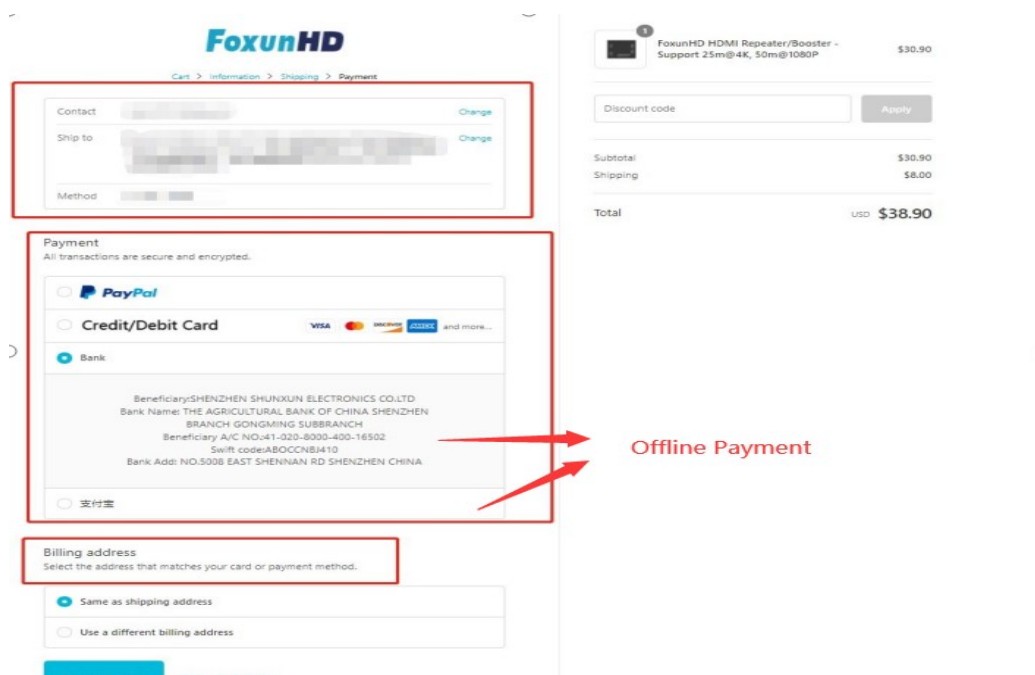 FoxunHD
Cart > Information > Shipping > Payment
Contact
Change
Ship to
Change
Method
Payment
All transactions are secure and encrypted.
PayPal
Credit/Debit Card VISA DISCOVER and more...
Bank
Beneficiary:SHENZHEN SHUNXUN ELECTRONICS CO.LTD
Bank Name: THE AGRICULTURAL BANK OF CHINA SHENZHEN
BRANCH GONGMING SUBBRANCH
Beneficiary A/C NO.:41-020-8000-400-16502
Swift code:ABOCCNBJ410
Bank Add: NO.5008 EAST SHENNAN RD SHENZHEN CHINA
支付宝
Offline Payment
Billing address
Select the address that matches your card or payment method.
Same as shipping address
Use a different billing address
1
FoxunHD HDMI Repeater/Booster -
Support 25m@4K, 50m@1080P
$30.90
Discount code
Apply
Subtotal $30.90
Shipping $8.00
Total USD $38.90